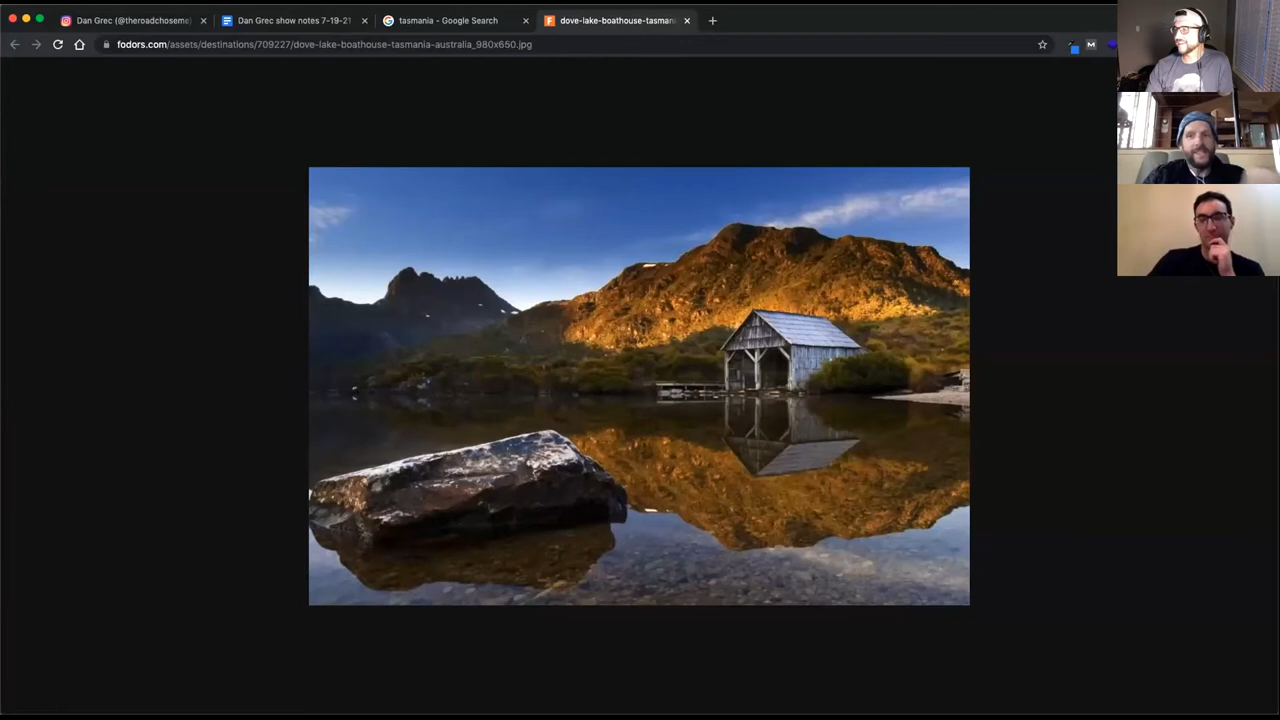 Dan Grec (@theroadchoseme)
Dan Grec show notes 7-19-21
tasmania - Google Search
dove-lake-boathouse-tasmani
fodors.com/assets/destinations/709227/dove-lake-boathouse-tasmania-australia_980x650.jpg